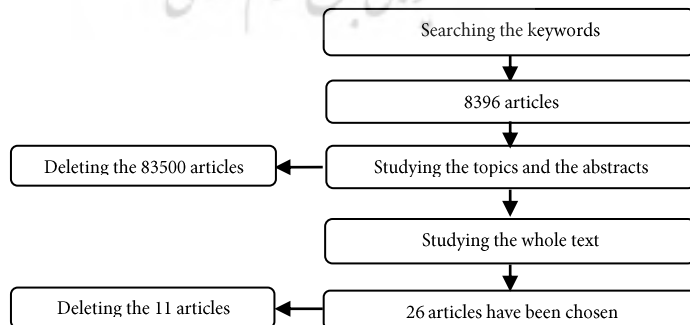 Searching the keywords
8396 articles
Deleting the 83500 articles
Studying the topics and the abstracts
Studying the whole text
Deleting the 11 articles
26 articles have been chosen